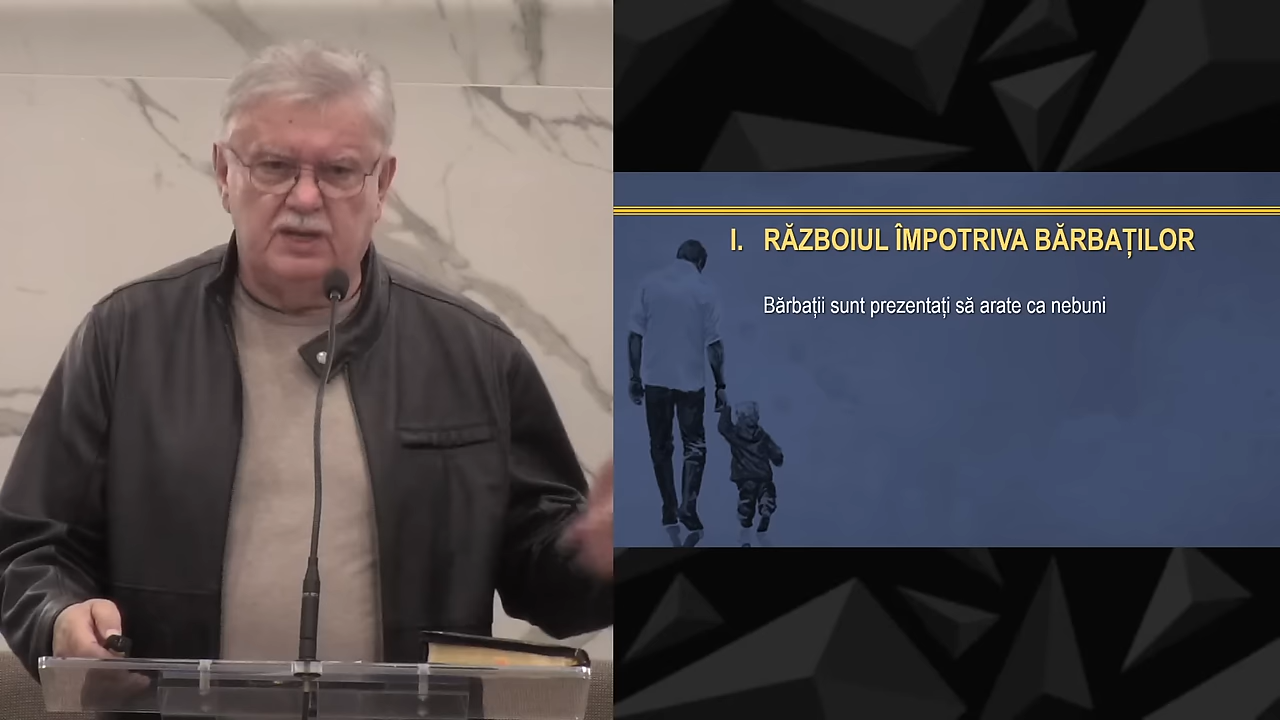 I. RĂZBOIUL ÎMPOTRIVA BĂRBAȚILOR
Bărbații sunt prezentați să arate ca nebuni